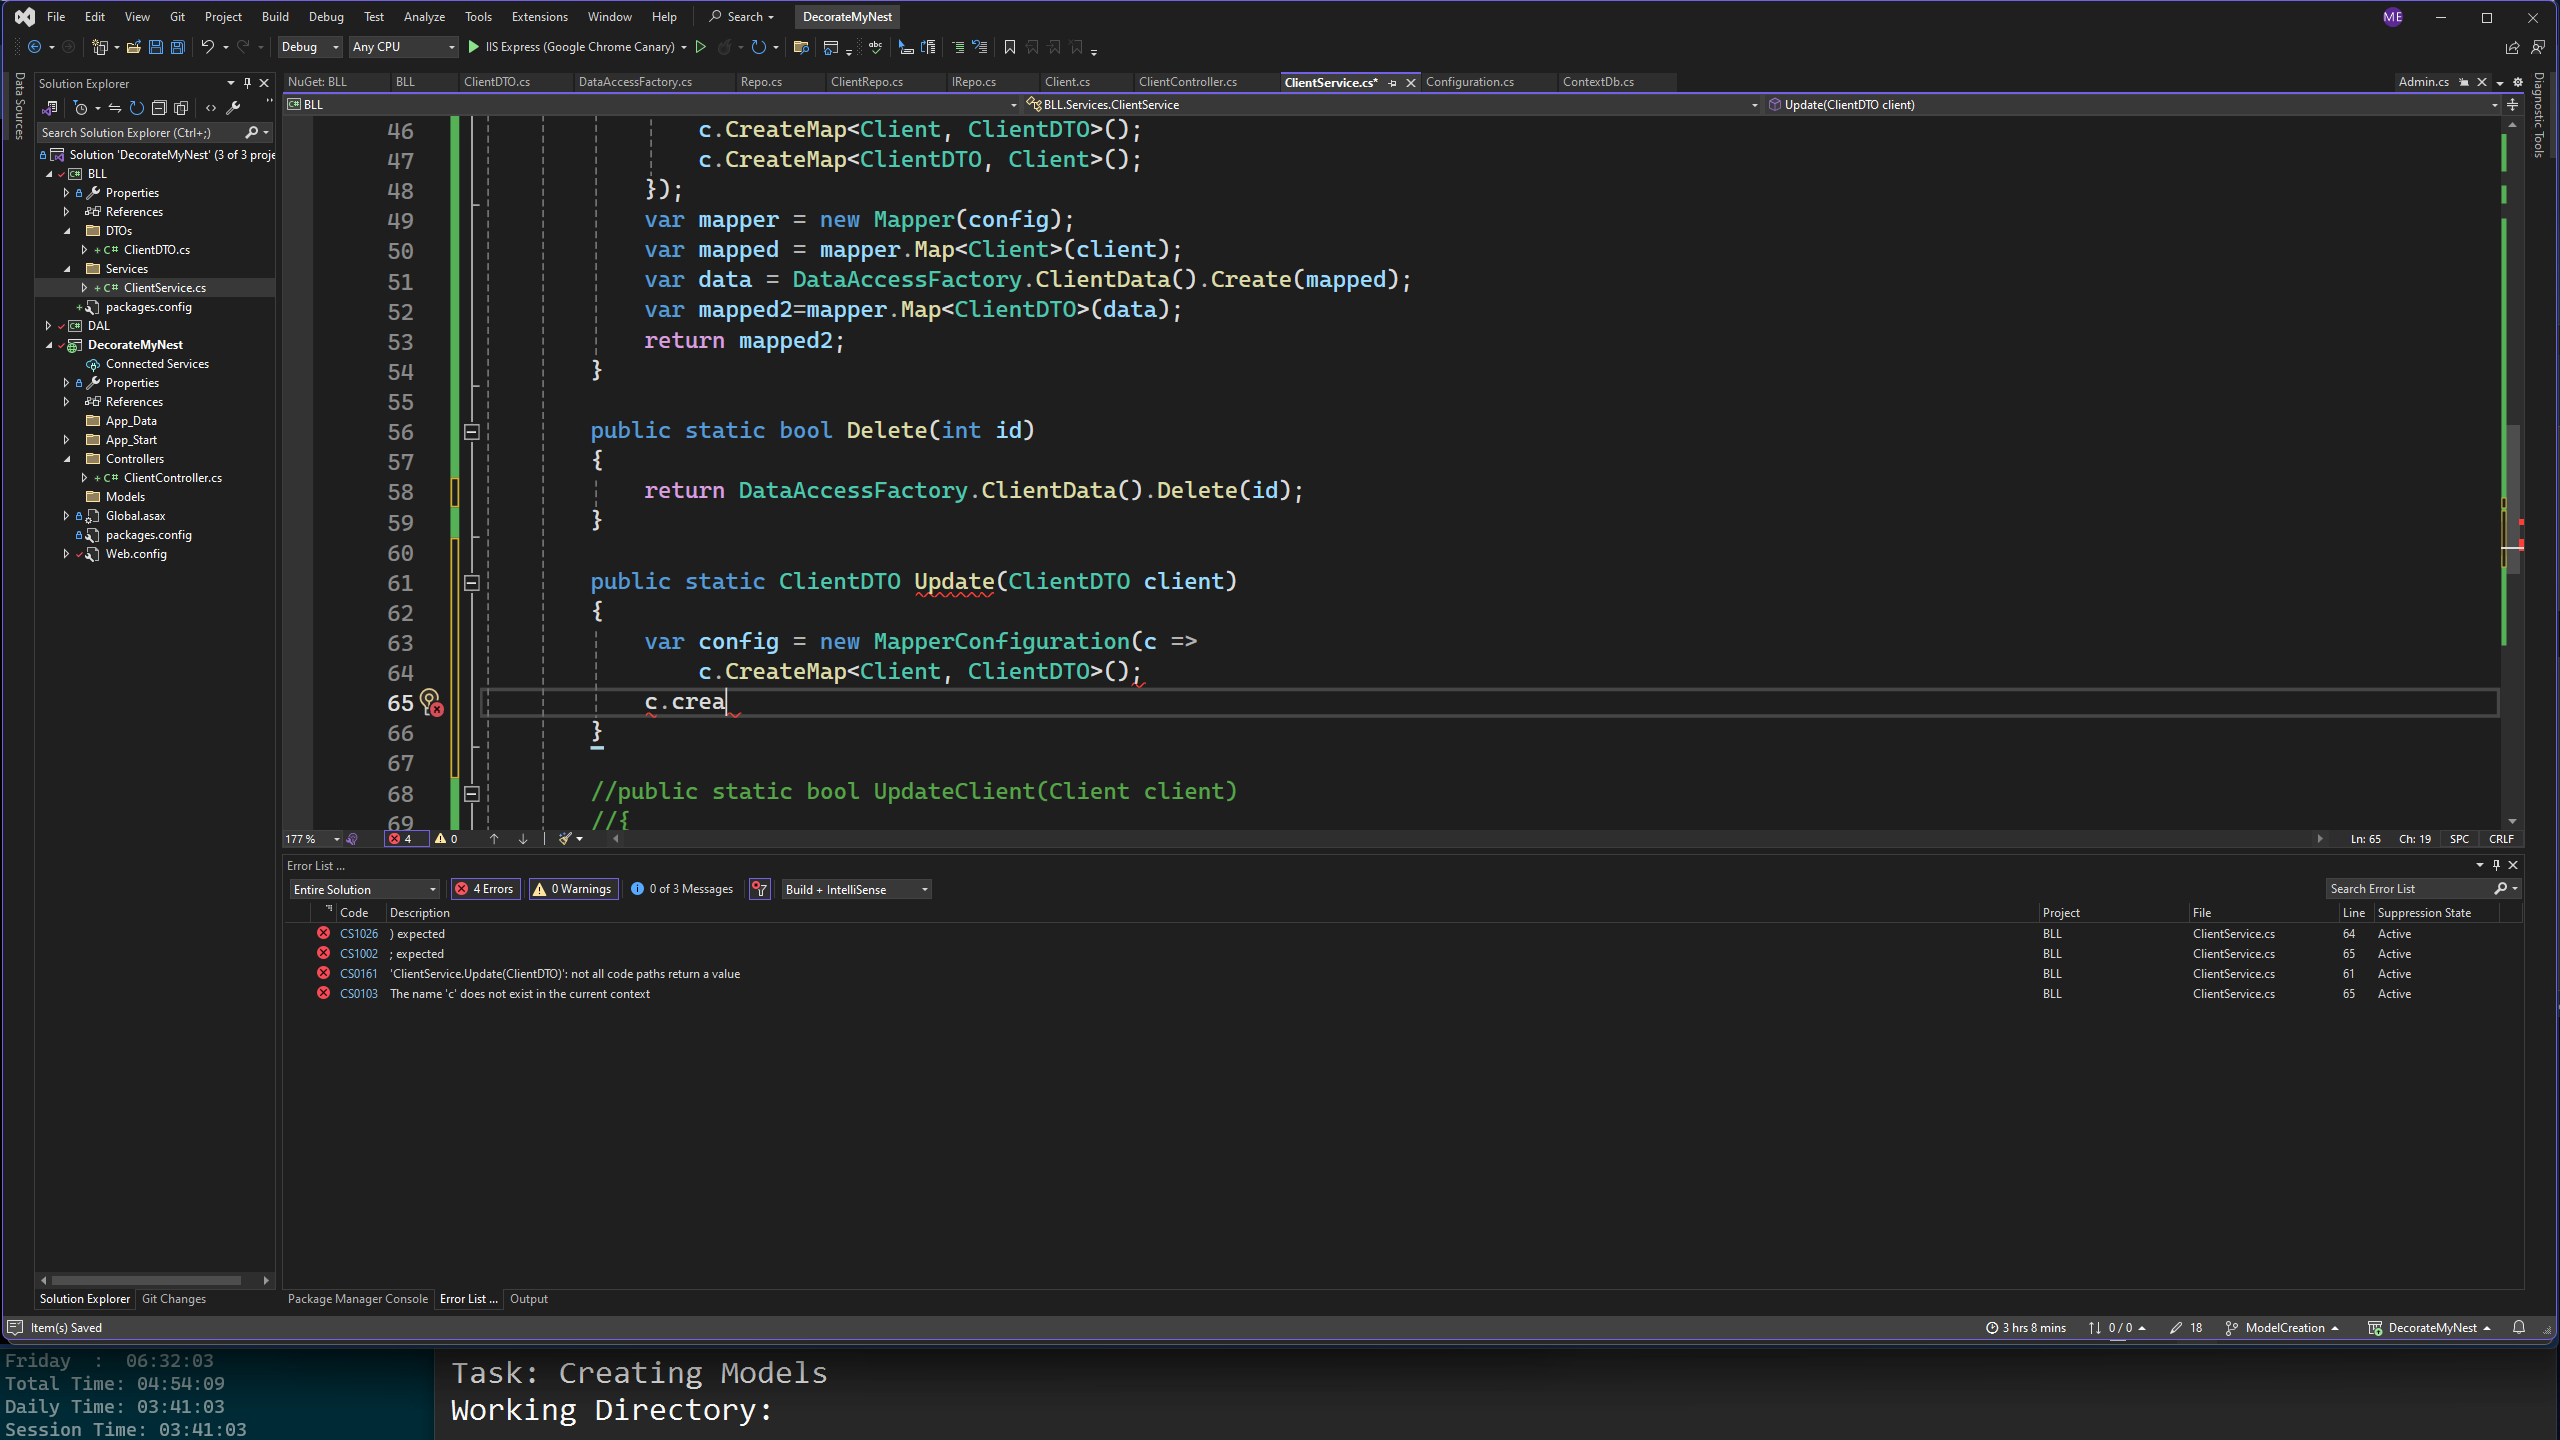 File Edit View Git Project Build Debug Test Analyze Tools Extensions Window Help Search DecorateMyNest ME
Debug Any CPU IIS Express (Google Chrome Canary)
Data Sources
Solution Explorer
Search Solution Explorer (Ctrl+;)
Solution 'DecorateMyNest' (3 of 3 proje
BLL
Properties
References
DTOs
C# ClientDTO.cs
Services
C# ClientService.cs
packages.config
DAL
DecorateMyNest
Connected Services
Properties
References
App_Data
App_Start
Controllers
C# ClientController.cs
Models
Global.asax
packages.config
Web.config
Solution Explorer Git Changes
NuGet: BLL BLL ClientDTO.cs DataAccessFactory.cs Repo.cs ClientRepo.cs IRepo.cs Client.cs ClientController.cs ClientService.cs* Configuration.cs ContextDb.cs Admin.cs
BLL BLL.Services.ClientService Update(ClientDTO client)
Diagnostic Tools
46 c.CreateMap<Client, ClientDTO>();
47 c.CreateMap<ClientDTO, Client>();
48 });
49 var mapper = new Mapper(config);
50 var mapped = mapper.Map<Client>(client);
51 var data = DataAccessFactory.ClientData().Create(mapped);
52 var mapped2=mapper.Map<ClientDTO>(data);
53 return mapped2;
54 }
55
56 public static bool Delete(int id)
57 {
58 return DataAccessFactory.ClientData().Delete(id);
59 }
60
61 public static ClientDTO Update(ClientDTO client)
62 {
63 var config = new MapperConfiguration(c =>
64 c.CreateMap<Client, ClientDTO>();
65 c.crea
66 }
67
68 //public static bool UpdateClient(Client client)
69 //{
177 % 4 0 Ln: 65 Ch: 19 SPC CRLF
Error List ...
Entire Solution 4 Errors 0 Warnings 0 of 3 Messages Build + IntelliSense Search Error List
Code Description Project File Line Suppression State
CS1026 ) expected BLL ClientService.cs 64 Active
CS1002 ; expected BLL ClientService.cs 65 Active
CS0161 'ClientService.Update(ClientDTO)': not all code paths return a value BLL ClientService.cs 61 Active
CS0103 The name 'c' does not exist in the current context BLL ClientService.cs 65 Active
Package Manager Console Error List ... Output
Item(s) Saved 3 hrs 8 mins 0 / 0 18 ModelCreation DecorateMyNest
Friday : 06:32:03
Total Time: 04:54:09
Daily Time: 03:41:03
Session Time: 03:41:03
Task: Creating Models
Working Directory: